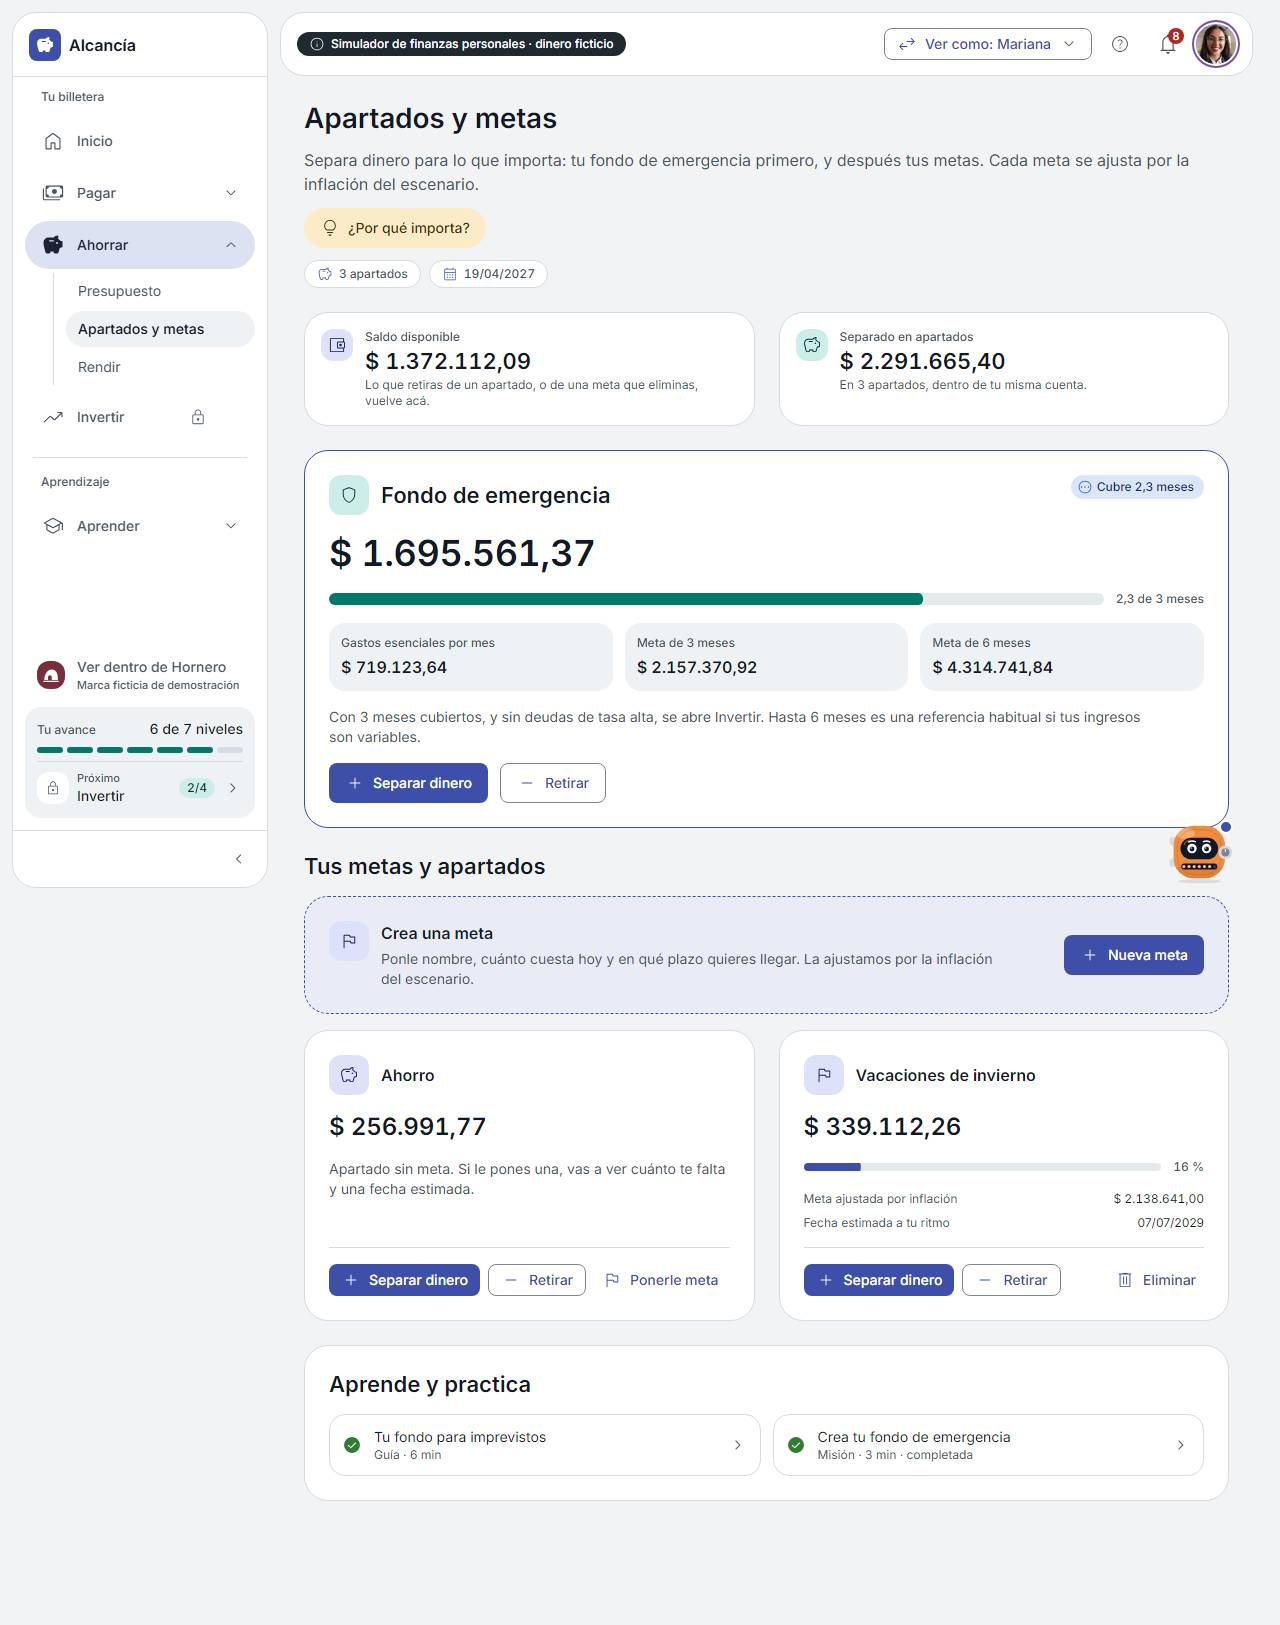 Alcancía
Simulador de finanzas personales · dinero ficticio
Ver como: Mariana
8
Tu billetera
Inicio
Pagar
Ahorrar
Presupuesto
Apartados y metas
Rendir
Invertir
Aprendizaje
Aprender
Ver dentro de Hornero
Marca ficticia de demostración
Tu avance
6 de 7 niveles
Próximo
Invertir
2/4
Apartados y metas
Separa dinero para lo que importa: tu fondo de emergencia primero, y después tus metas. Cada meta se ajusta por la
inflación del escenario.
¿Por qué importa?
3 apartados
19/04/2027
Saldo disponible
$ 1.372.112,09
Lo que retiras de un apartado, o de una meta que eliminas,
vuelve acá.
Separado en apartados
$ 2.291.665,40
En 3 apartados, dentro de tu misma cuenta.
Fondo de emergencia
Cubre 2,3 meses
$ 1.695.561,37
2,3 de 3 meses
Gastos esenciales por mes
$ 719.123,64
Meta de 3 meses
$ 2.157.370,92
Meta de 6 meses
$ 4.314.741,84
Con 3 meses cubiertos, y sin deudas de tasa alta, se abre Invertir. Hasta 6 meses es una referencia habitual si tus ingresos
son variables.
Separar dinero
Retirar
Tus metas y apartados
Crea una meta
Ponle nombre, cuánto cuesta hoy y en qué plazo quieres llegar. La ajustamos por la inflación
del escenario.
Nueva meta
Ahorro
$ 256.991,77
Apartado sin meta. Si le pones una, vas a ver cuánto te falta
y una fecha estimada.
Separar dinero
Retirar
Ponerle meta
Vacaciones de invierno
$ 339.112,26
16 %
Meta ajustada por inflación
$ 2.138.641,00
Fecha estimada a tu ritmo
07/07/2029
Separar dinero
Retirar
Eliminar
Aprende y practica
Tu fondo para imprevistos
Guía · 6 min
Crea tu fondo de emergencia
Misión · 3 min · completada